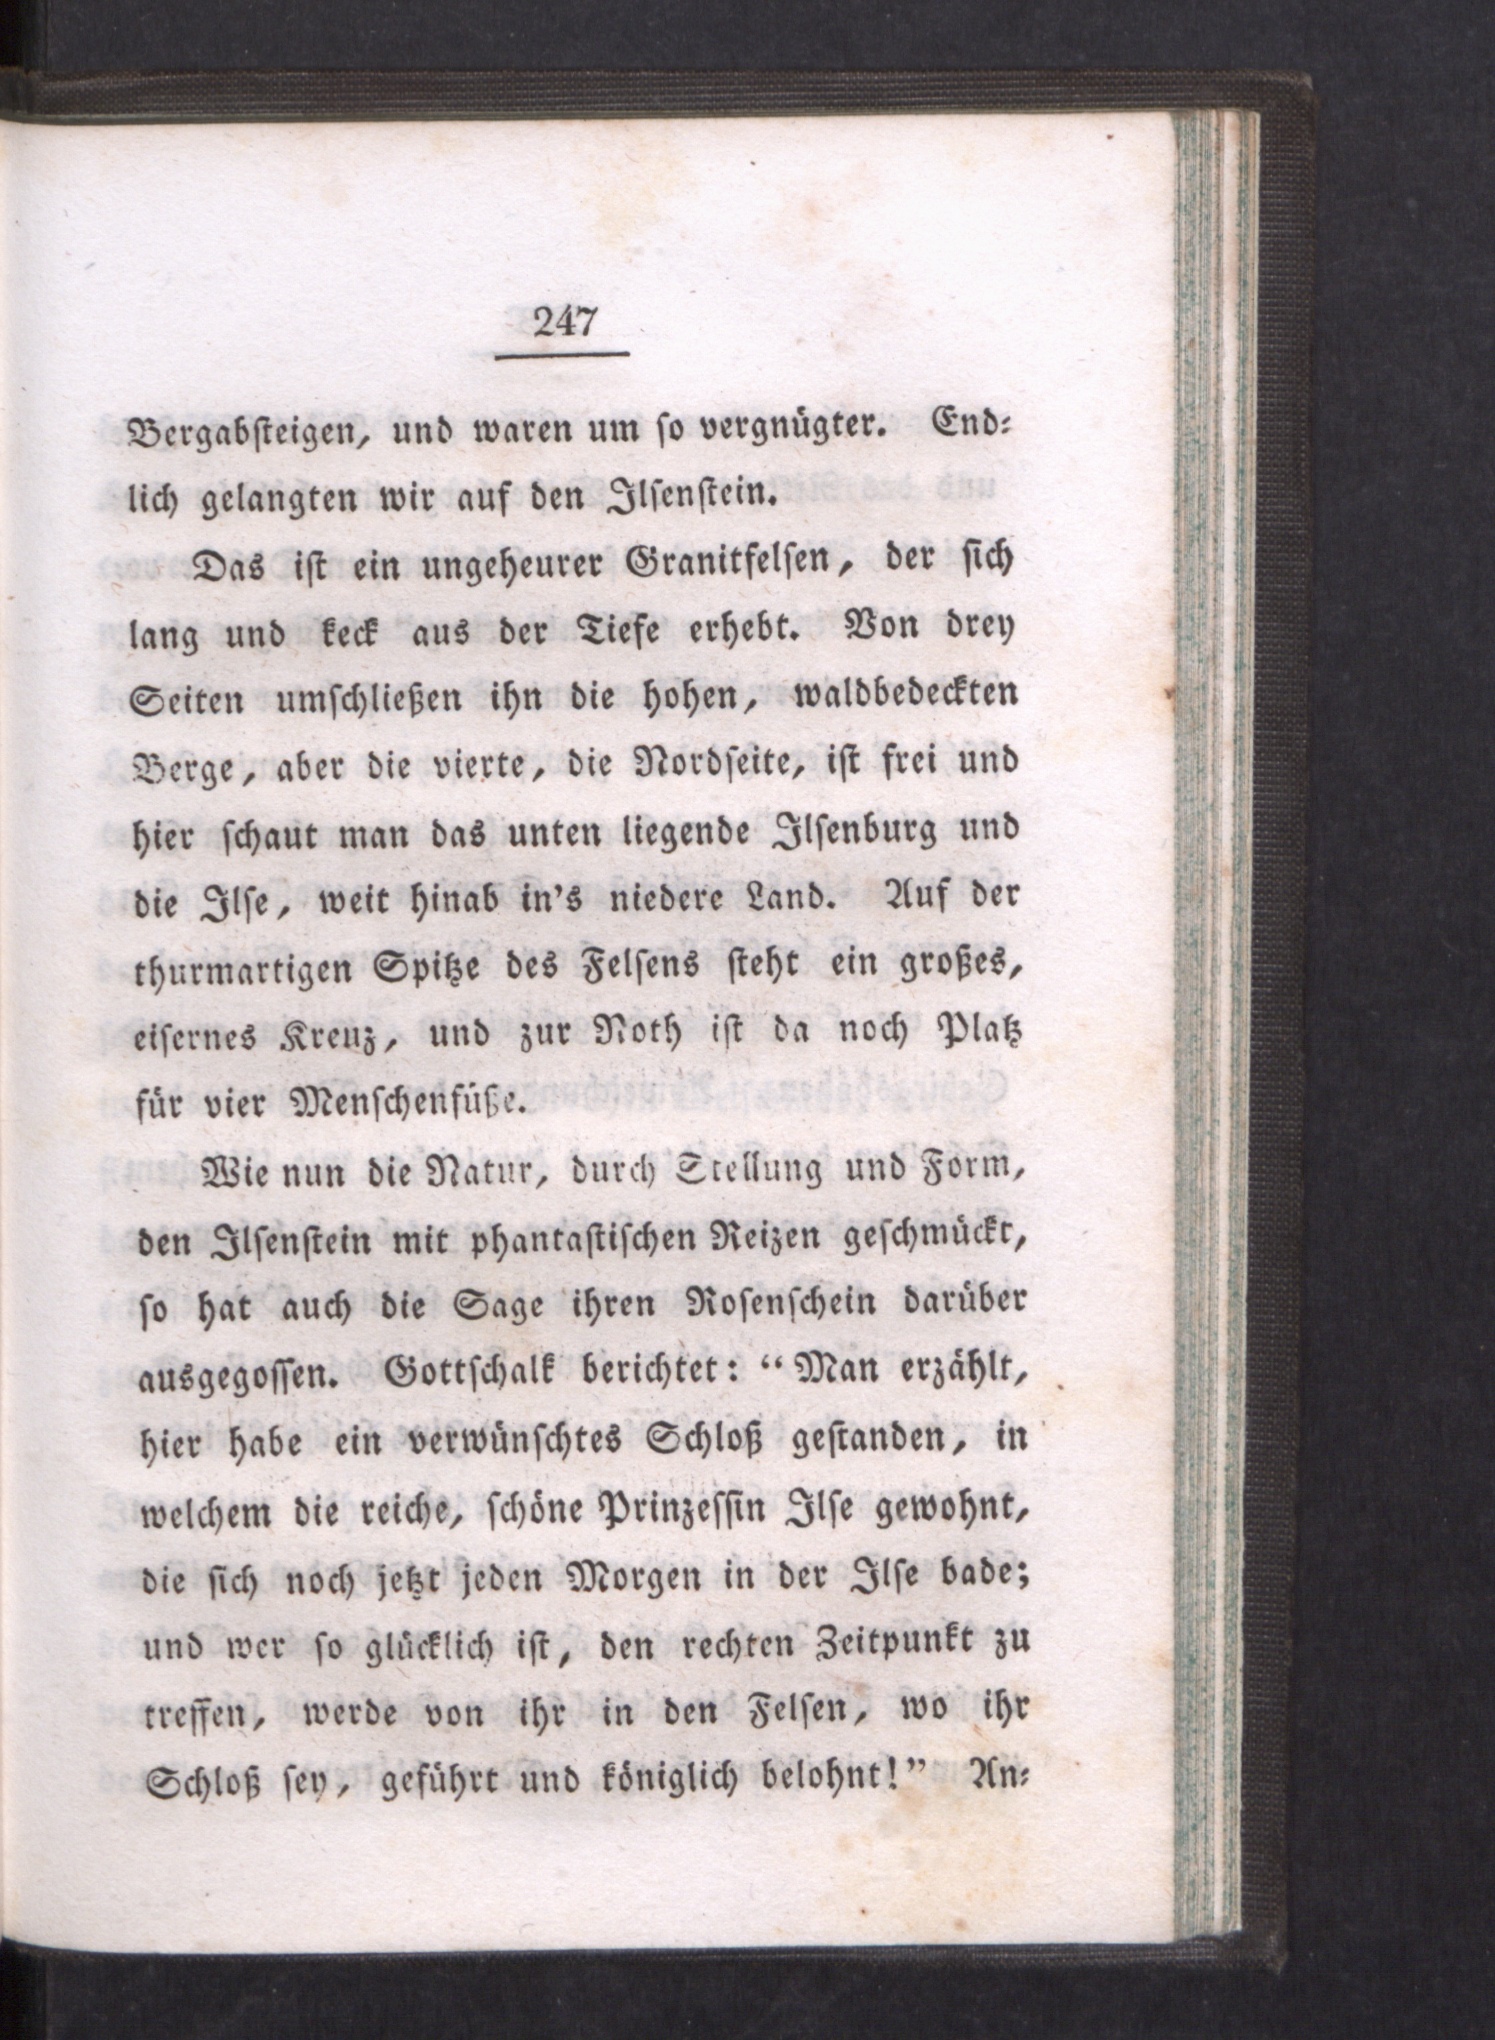 247
Bergabſteigen, und waren um ſo vergnügter. End⸗
lich gelangten wir auf den Ilſenſtein.
Das iſt ein ungeheurer Granitfelſen, der ſich
lang und keck aus der Tiefe erhebt. Von drey
Seiten umſchließen ihn die hohen, waldbedeckten
Berge, aber die vierte, die Nordſeite, iſt frei und
hier ſchaut man das unten liegende Ilſenburg und
die Ilſe, weit hinab in's niedere Land. Auf der
thurmartigen Spitze des Felſens ſteht ein großes,
eiſernes Kreuz, und zur Noth iſt da noch Platz
für vier Menſchenfüße.
Wie nun die Natur, durch Stellung und Form,
den Ilſenſtein mit phantaſtiſchen Reizen geſchmückt,
ſo hat auch die Sage ihren Roſenſchein darüber
ausgegoſſen. Gottſchalk berichtet: “Man erzählt,
hier habe ein verwünſchtes Schloß geſtanden, in
welchem die reiche, ſchöne Prinzeſſin Ilſe gewohnt,
die ſich noch jetzt jeden Morgen in der Ilſe bade;
und wer ſo glücklich iſt, den rechten Zeitpunkt zu
treffen, werde von ihr in den Felſen, wo ihr
Schloß ſey, geführt und königlich belohnt!” An⸗